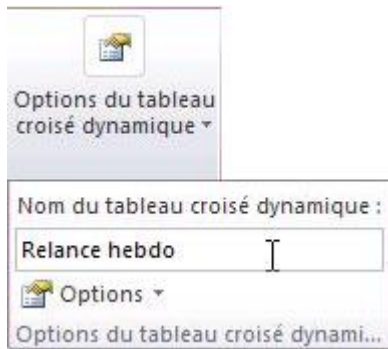 Options du tableau
croisé dynamique
Nom du tableau croisé dynamique :
Relance hebdo
Options
Options du tableau croisé dynami...